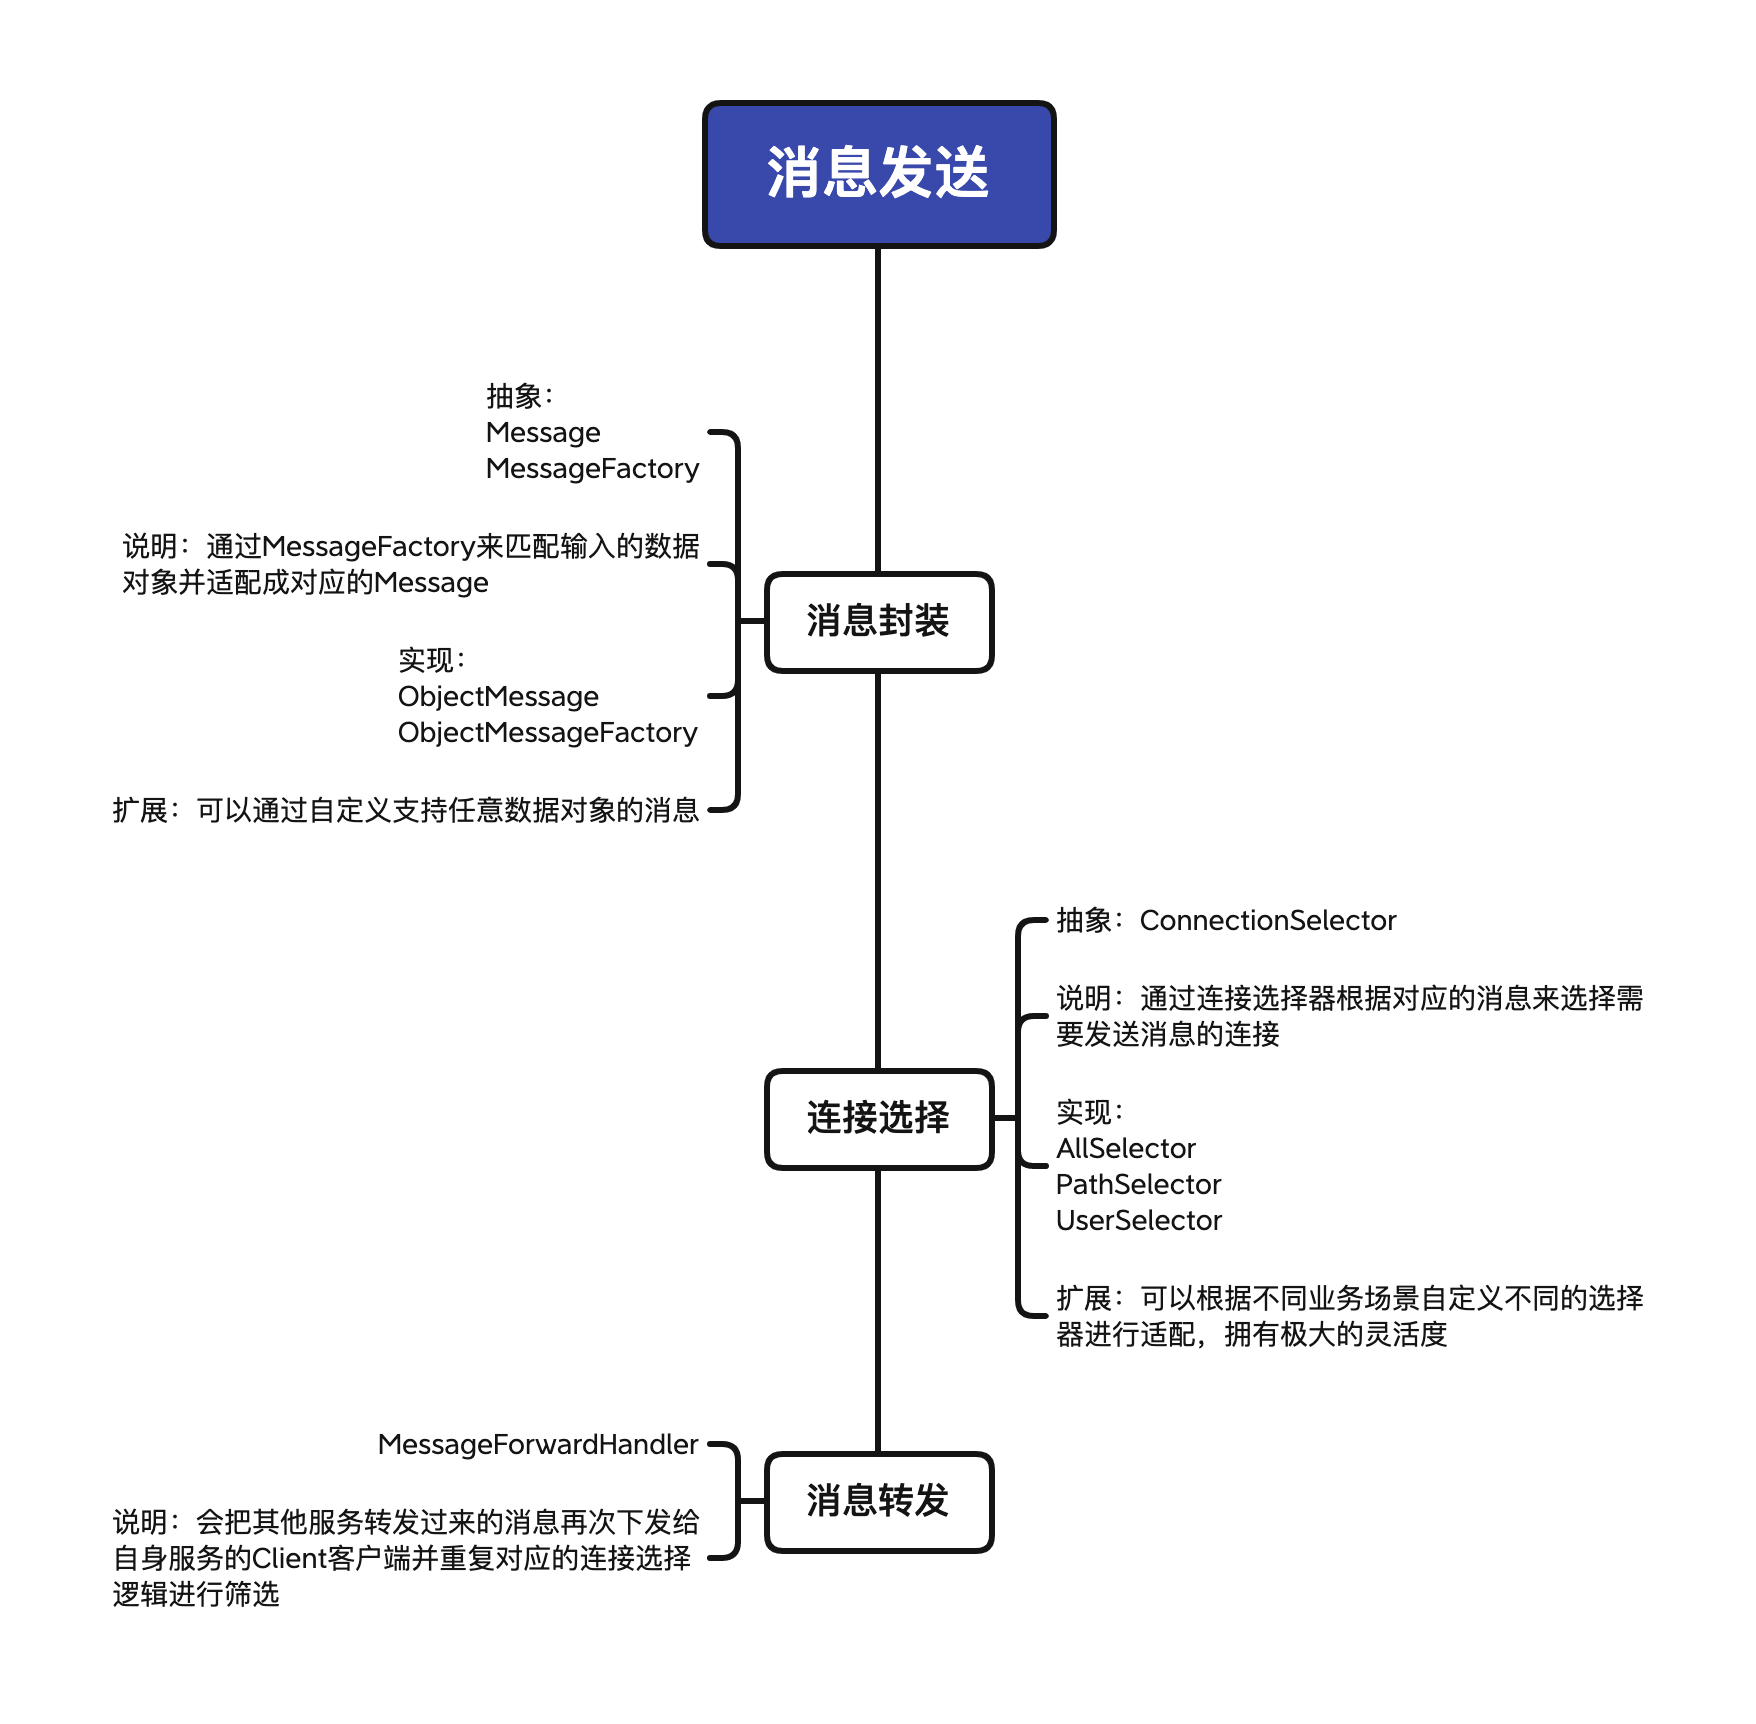 消息发送
抽象：
Message
MessageFactory
说明：通过MessageFactory来匹配输入的数据
对象并适配成对应的Message
消息封装
实现：
ObjectMessage
ObjectMessageFactory
扩展：可以通过自定义支持任意数据对象的消息
抽象：ConnectionSelector
说明：通过连接选择器根据对应的消息来选择需
要发送消息的连接
连接选择
实现：
AllSelector
PathSelector
UserSelector
扩展：可以根据不同业务场景自定义不同的选择
器进行适配，拥有极大的灵活度
MessageForwardHandler
消息转发
说明：会把其他服务转发过来的消息再次下发给
自身服务的Client客户端并重复对应的连接选择
逻辑进行筛选